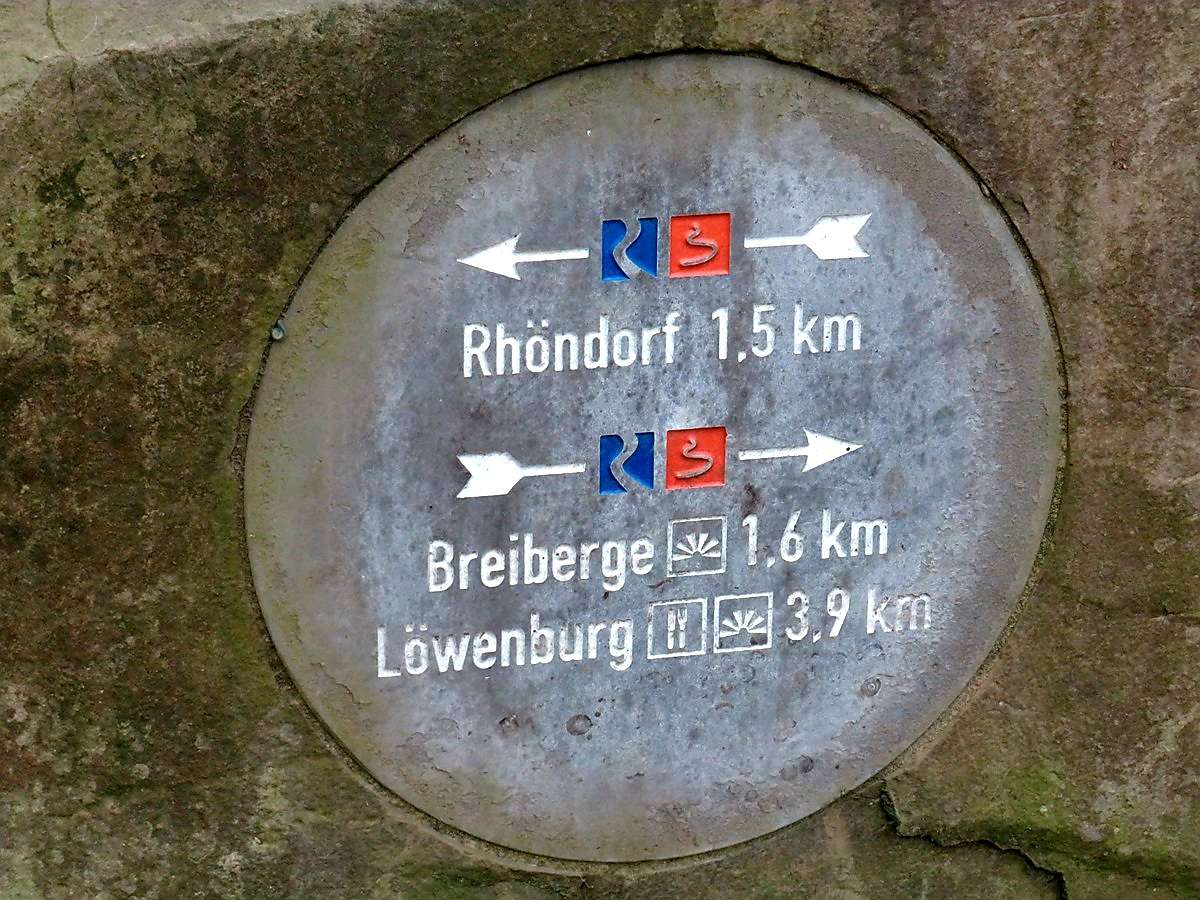 Rhöndorf 1,5 km
Breiberge 1,6 km
Löwenburg 3,9 km